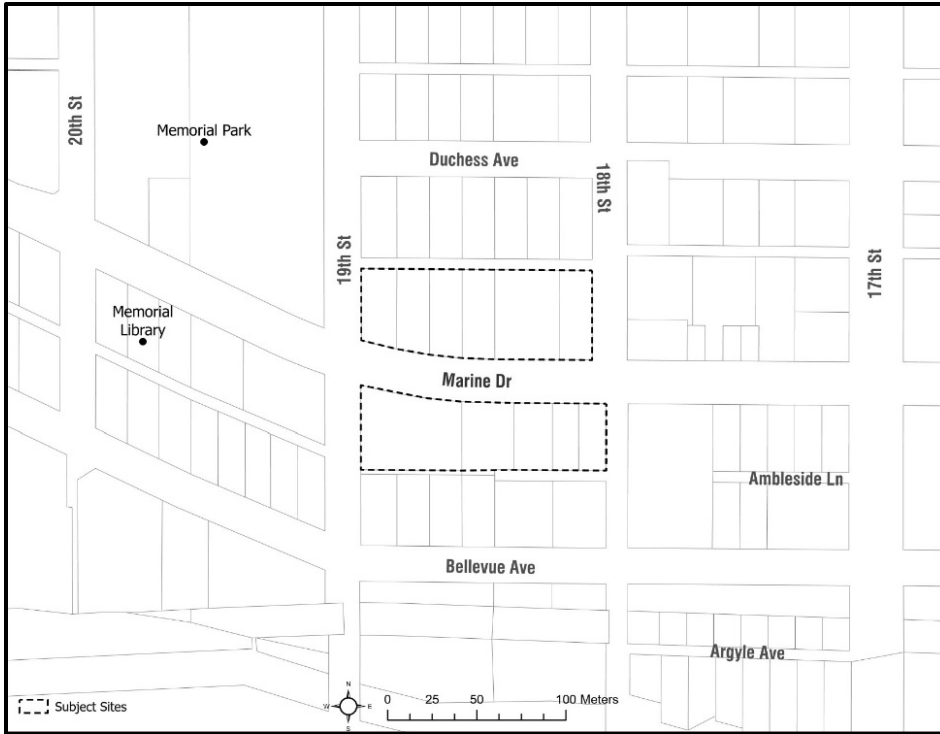 20th St
Memorial Park
Duchess Ave
18th St
19th St
17th St
Memorial
Library
Marine Dr
Ambleside Ln
Bellevue Ave
Argyle Ave
Subject Sites
N
W E
S
0 25 50 100 Meters